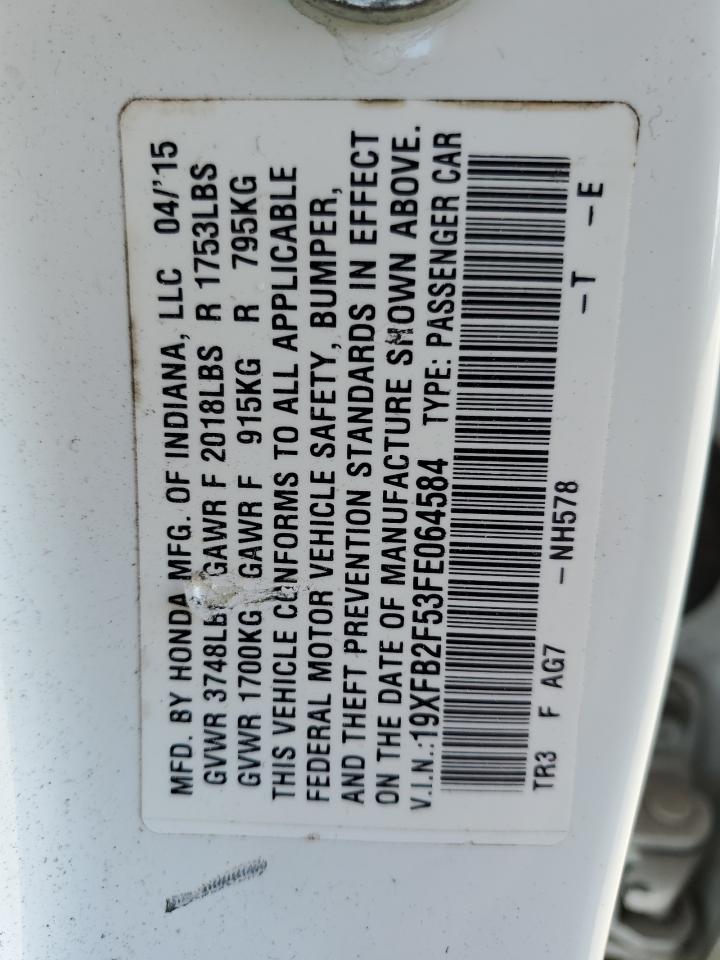 MFD. BY HONDA MFG. OF INDIANA, LLC 04/'15
GVWR 3748LBS GAWR F 2018LBS R 1753LBS
GVWR 1700KG GAWR F 915KG R 795KG
THIS VEHICLE CONFORMS TO ALL APPLICABLE
FEDERAL MOTOR VEHICLE SAFETY, BUMPER,
AND THEFT PREVENTION STANDARDS IN EFFECT
ON THE DATE OF MANUFACTURE SHOWN ABOVE.
V.I.N.:19XFB2F53FE064584 TYPE: PASSENGER CAR
TR3 F AG7 -NH578 -T -E